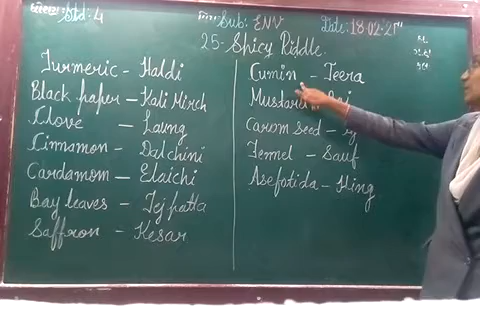 Std: 4
Sub: ENV
Date: 18.02.21
25- Spicy Riddle.
Turmeric - Haldi
Black paper - Kali Mirch
Clove - Laung
Cinnamon - Dalchini
Cardamom - Elaichi
Bay leaves - Tej patta
Saffron - Kesar
Cumin - Jeera
Mustard
Carom seed -
Fennel - Sauf
Asefotida - Hing